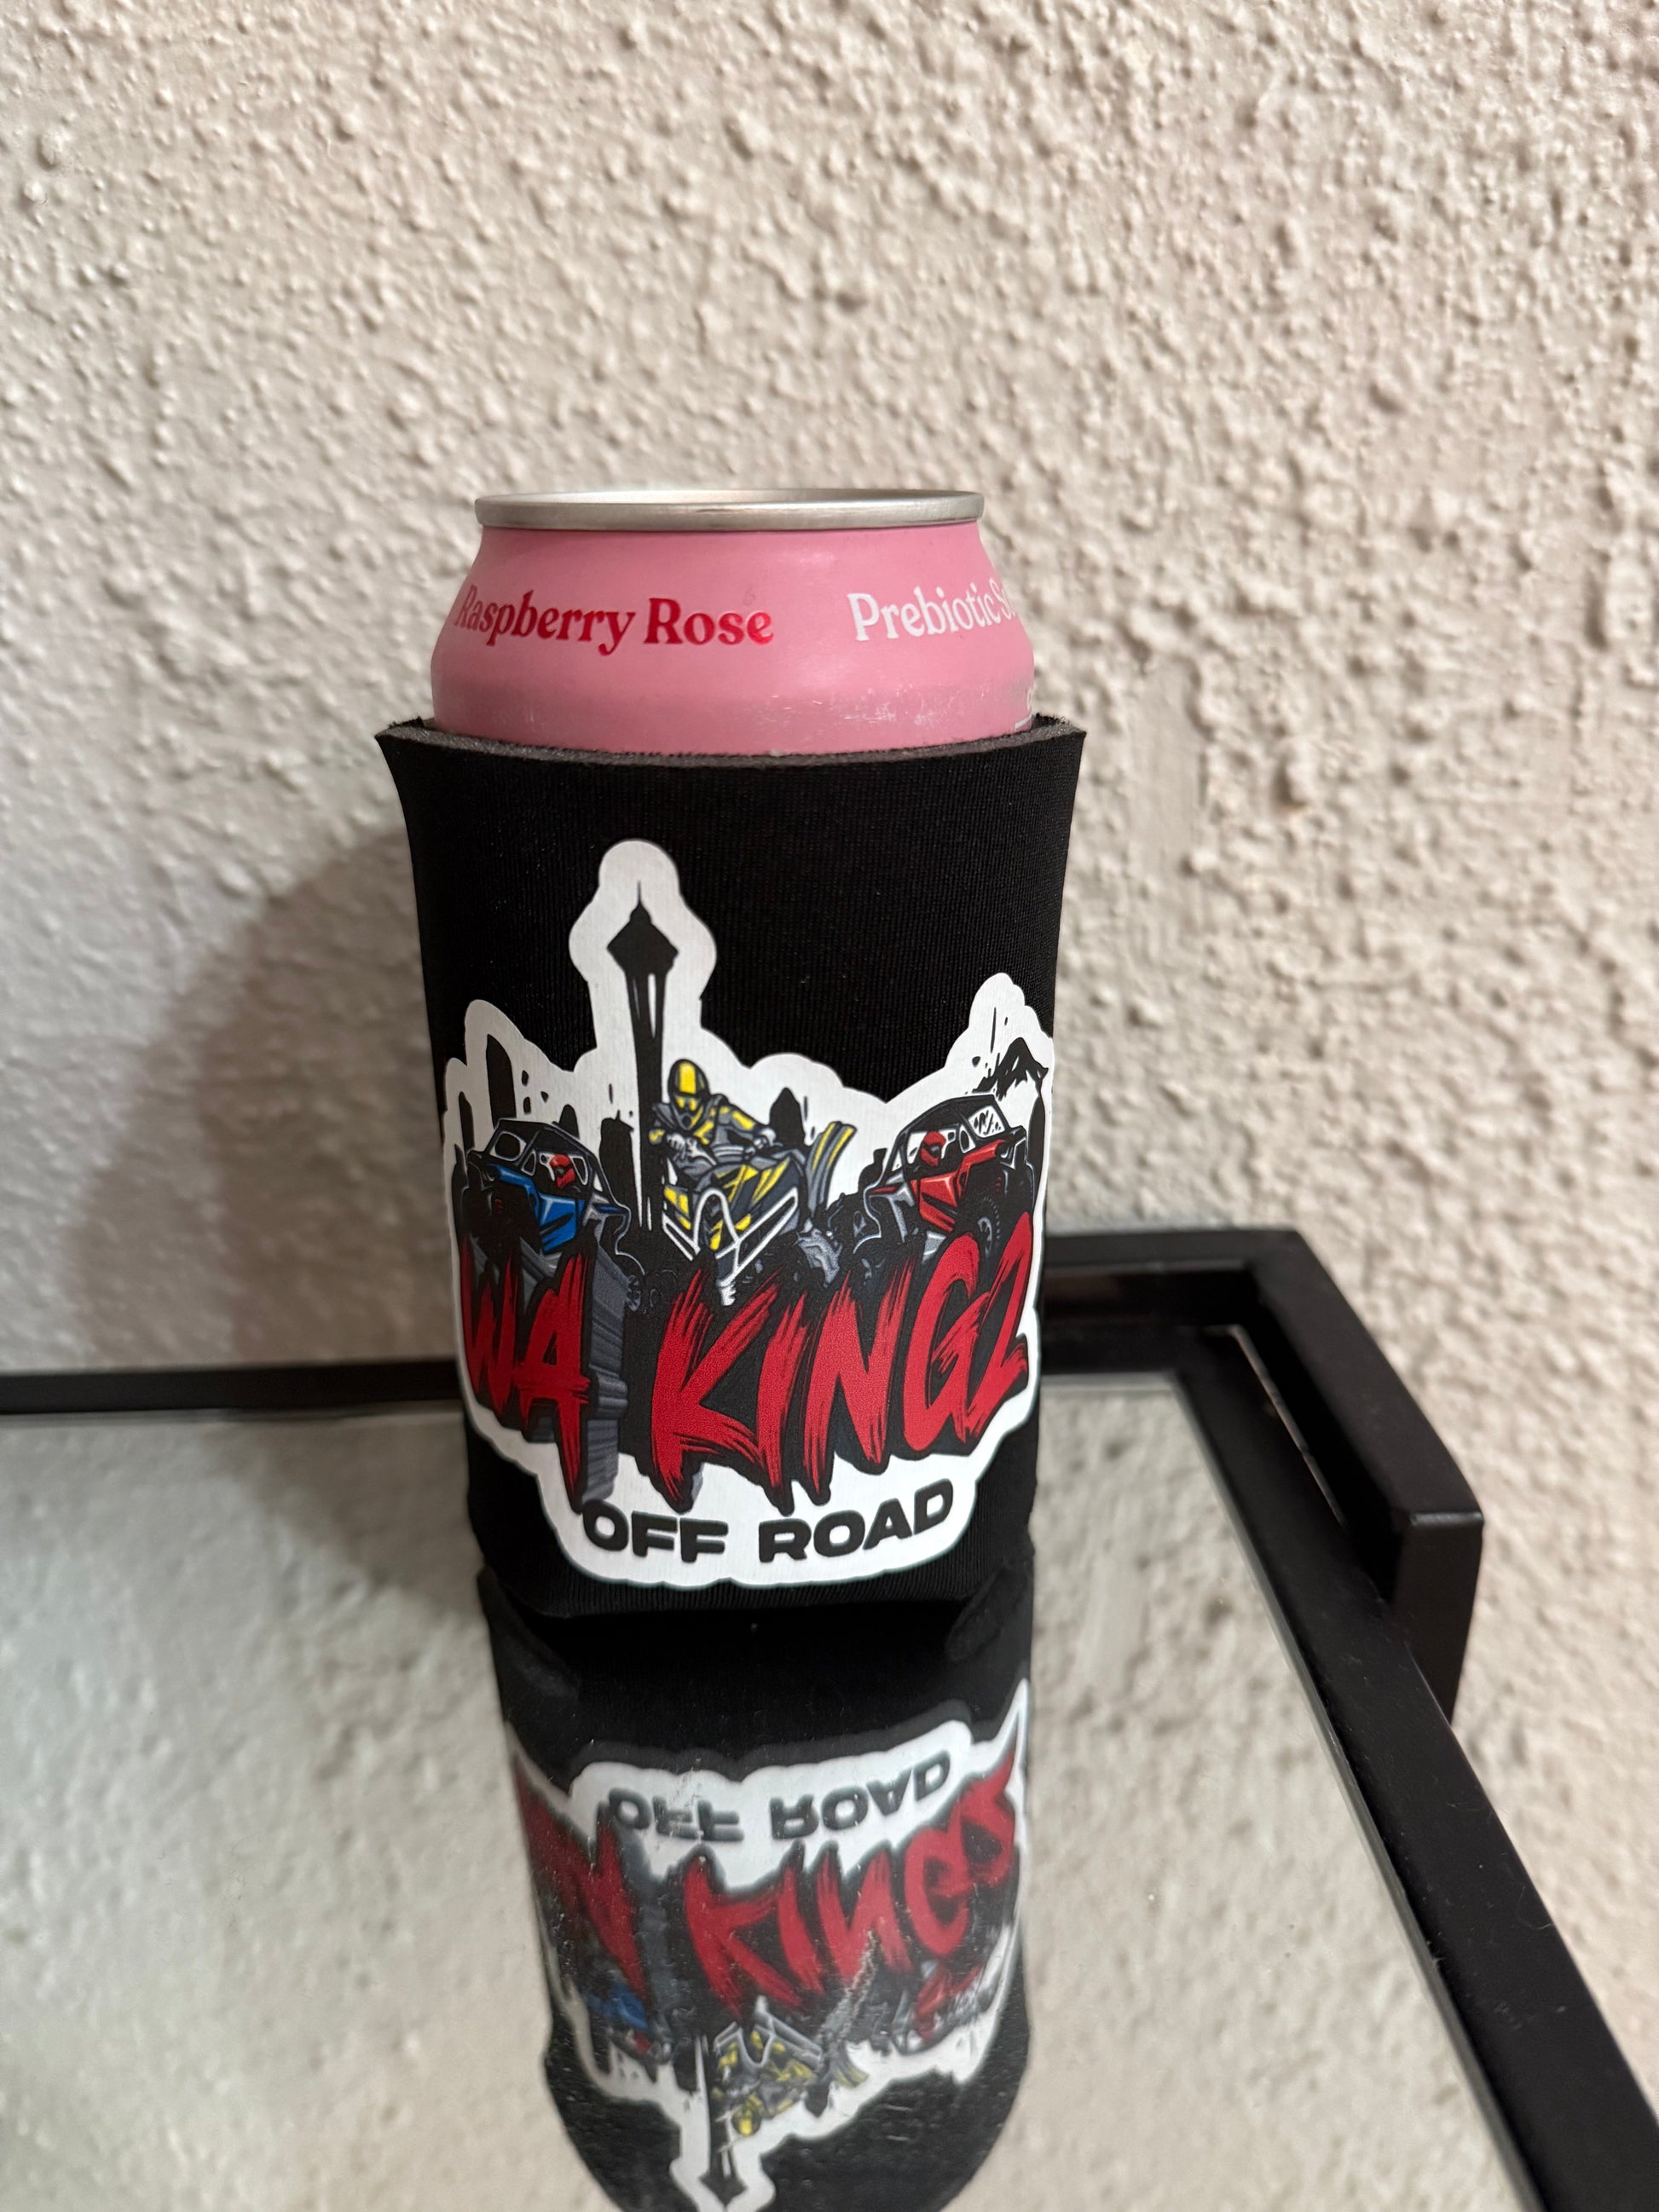 Raspberry Rose
Prebiotic
WA KINGZ
OFF ROAD